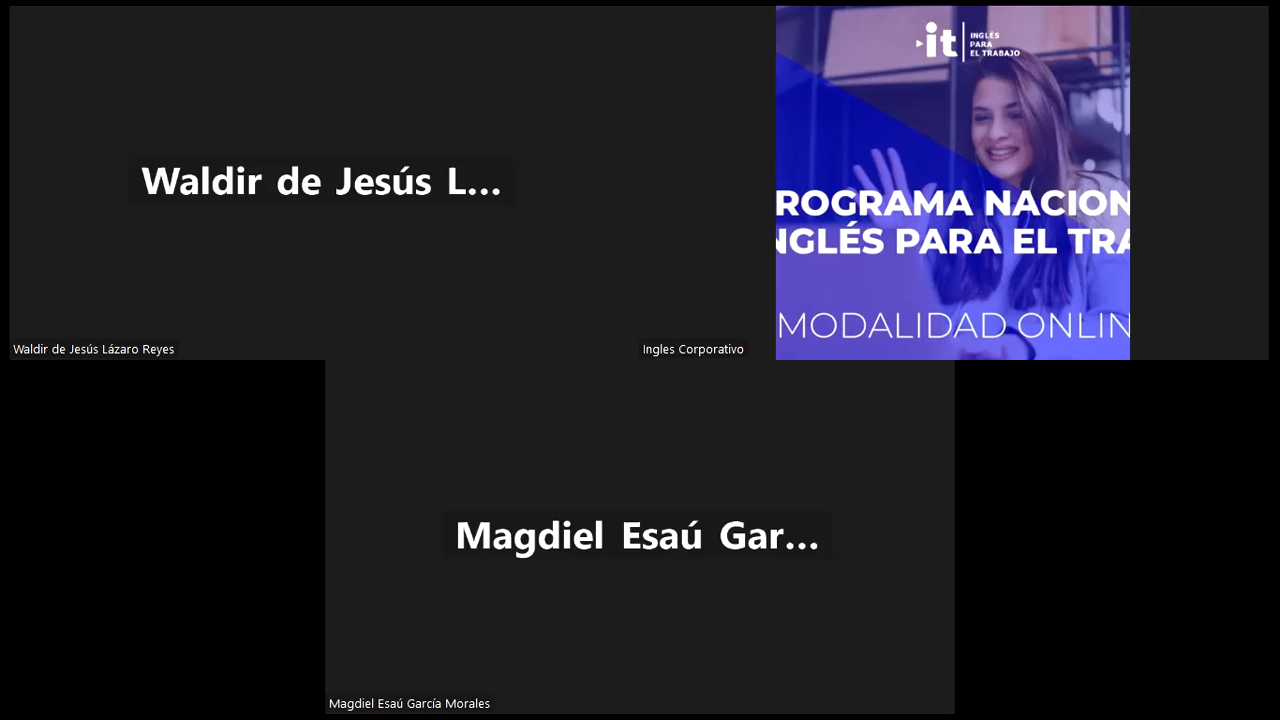 Waldir de Jesús L...
Waldir de Jesús Lázaro Reyes
Ingles Corporativo
it
INGLÉS
PARA
EL TRABAJO
ROGRAMA NACION
NGLÉS PARA EL TRA
MODALIDAD ONLIN
Magdiel Esaú Gar...
Magdiel Esaú García Morales